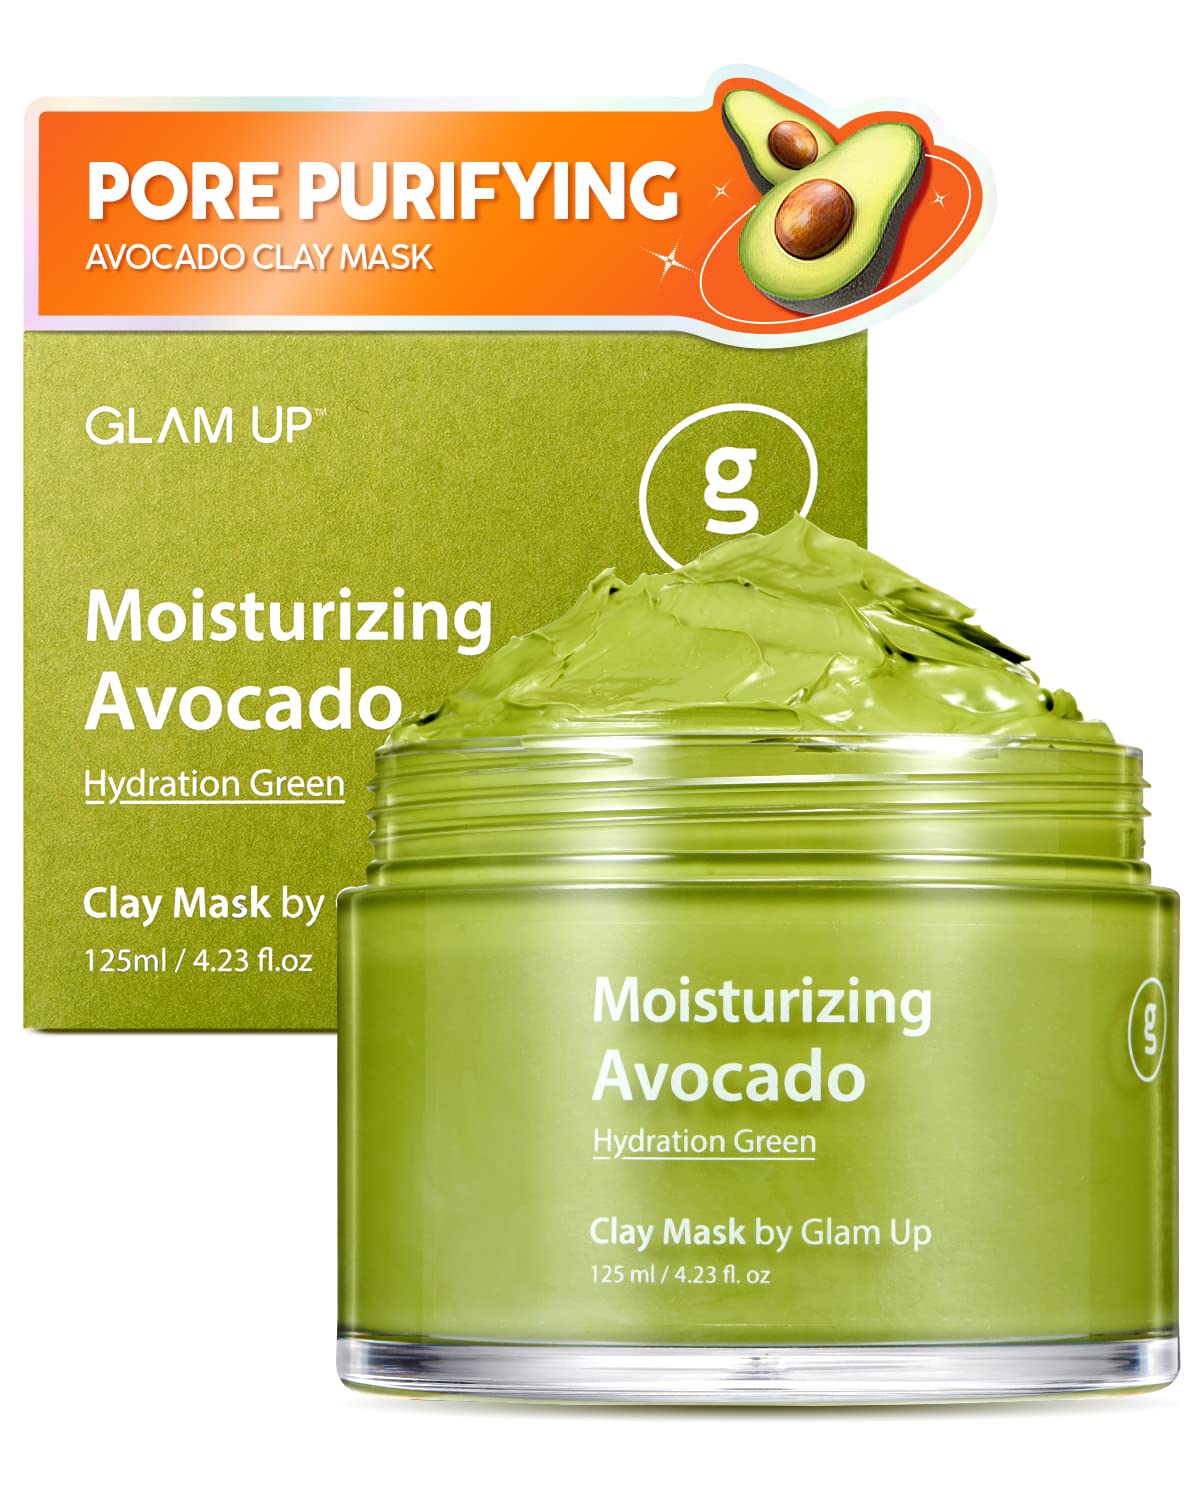 PORE PURIFYING
AVOCADO CLAY MASK
GLAM UP™
g
Moisturizing
Avocado
Hydration Green
Clay Mask by
125ml / 4.23 fl.oz
Moisturizing
Avocado
Hydration Green
Clay Mask by Glam Up
125 ml / 4.23 fl. oz
g